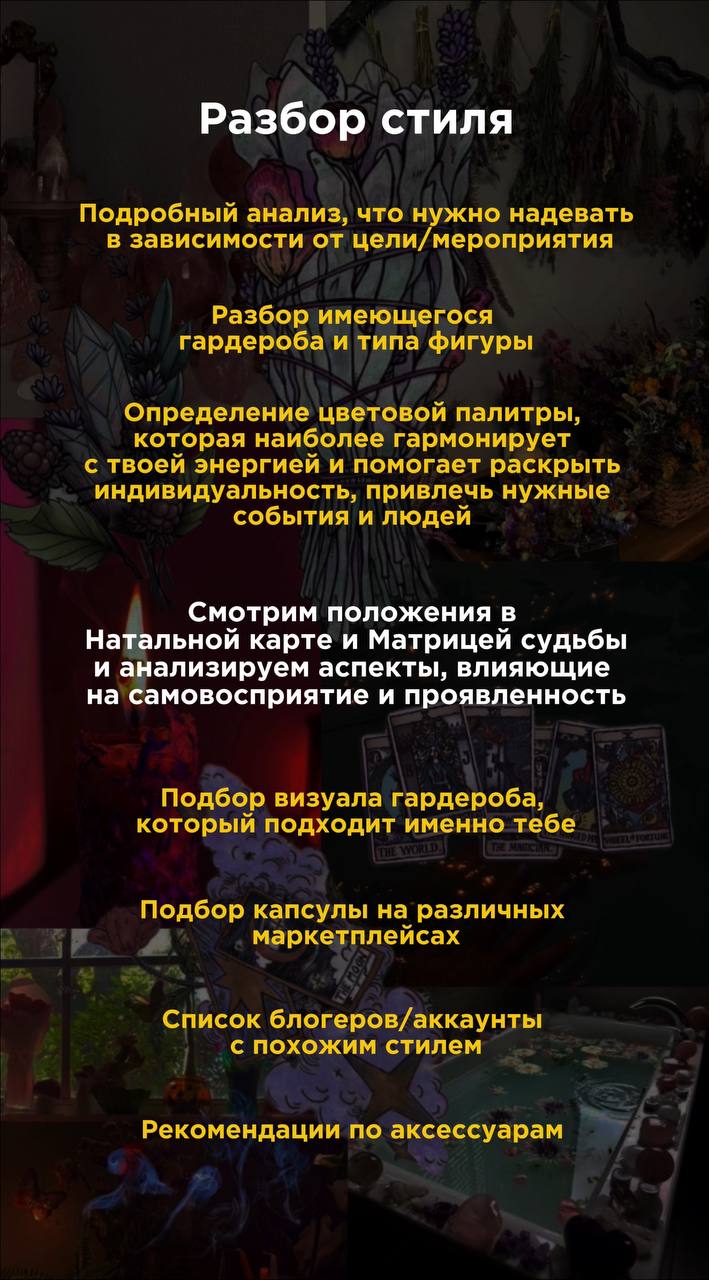 Разбор стиля
Подробный анализ, что нужно надевать
в зависимости от цели/мероприятия
Разбор имеющегося
гардероба и типа фигуры
Определение цветовой палитры,
которая наиболее гармонирует
с твоей энергией и помогает раскрыть
индивидуальность, привлечь нужные
события и людей
Смотрим положения в
Натальной карте и Матрицей судьбы
и анализируем аспекты, влияющие
на самовосприятие и проявленность
THE WORLD.
THE MAGICIAN.
WHEEL of FORTUNE.
Подбор визуала гардероба,
который подходит именно тебе
Подбор капсулы на различных
маркетплейсах
THE MOON
Список блогеров/аккаунты
с похожим стилем
Рекомендации по аксессуарам